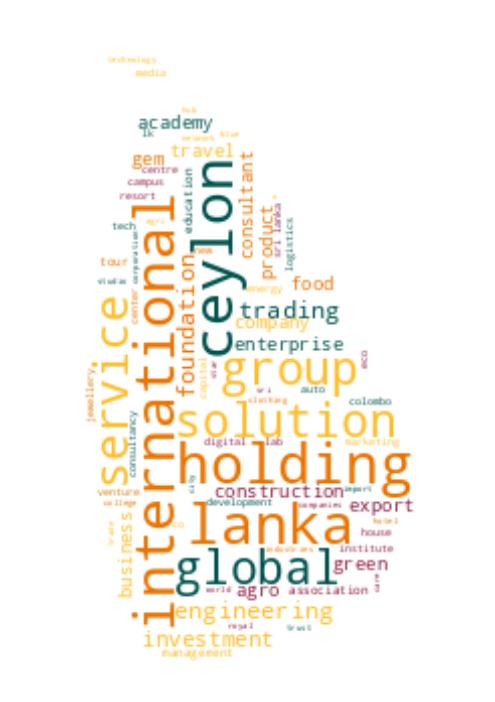 technology
media
hub
academy
lk
network
blue
travel
gem
centre
campus
resort
education
ceylon
consultant
international
product
sri lanka
logistics
agri
tech
corporation
new
tour
studio
center
foundation
energy
food
service
trading
company
enterprise
group
capital
star
eco
jewellery
sri
auto
clothing
colombo
solution
consultancy
digital
lab
marketing
holding
city
venture
college
construction
import
development
companies
export
lanka
business
trade
co
hotel
house
industries
institute
global
green
world
agro
association
care
engineering
royal
trust
investment
management